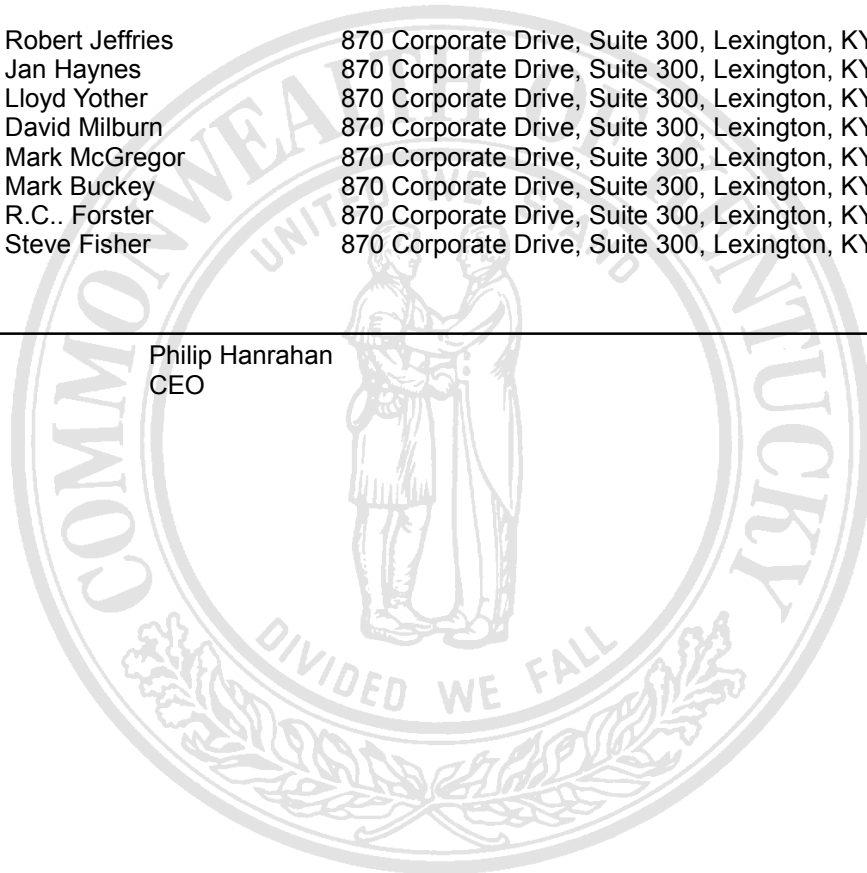 Robert Jeffries 870 Corporate Drive, Suite 300, Lexington, KY
Jan Haynes 870 Corporate Drive, Suite 300, Lexington, KY
Lloyd Yother 870 Corporate Drive, Suite 300, Lexington, KY
David Milburn 870 Corporate Drive, Suite 300, Lexington, KY
Mark McGregor 870 Corporate Drive, Suite 300, Lexington, KY
Mark Buckey 870 Corporate Drive, Suite 300, Lexington, KY
R.C.. Forster 870 Corporate Drive, Suite 300, Lexington, KY
Steve Fisher 870 Corporate Drive, Suite 300, Lexington, KY
Philip Hanrahan
CEO
COMMONWEALTH OF KENTUCKY
UNITED WE STAND
DIVIDED WE FALL